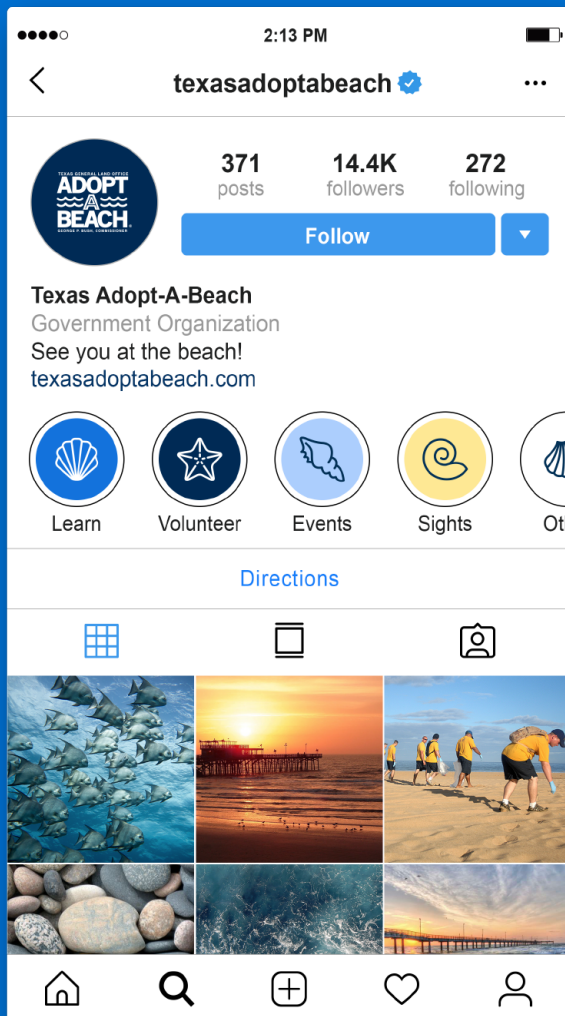 2:13 PM
texasadoptabeach
TEXAS GENERAL LAND OFFICE
ADOPT
A
BEACH
GEORGE P. BUSH, COMMISSIONER
371 14.4K 272
posts followers following
Follow
Texas Adopt-A-Beach
Government Organization
See you at the beach!
texasadoptabeach.com
Learn Volunteer Events Sights Ot
Directions